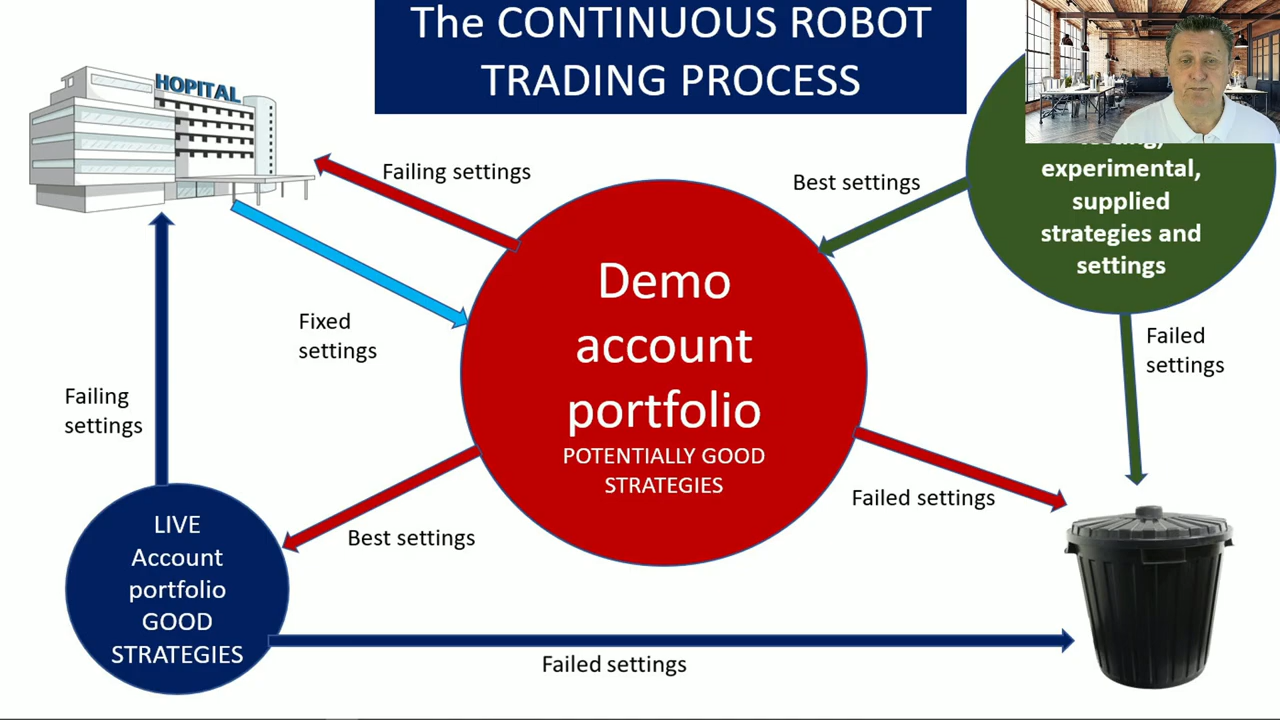 The CONTINUOUS ROBOT
TRADING PROCESS
HOPITAL
Failing settings
Best settings
experimental,
supplied
strategies and
settings
Demo
account
portfolio
POTENTIALLY GOOD
STRATEGIES
Fixed
settings
Failed
settings
Failing
settings
Failed settings
Best settings
LIVE
Account
portfolio
GOOD
STRATEGIES
Failed settings